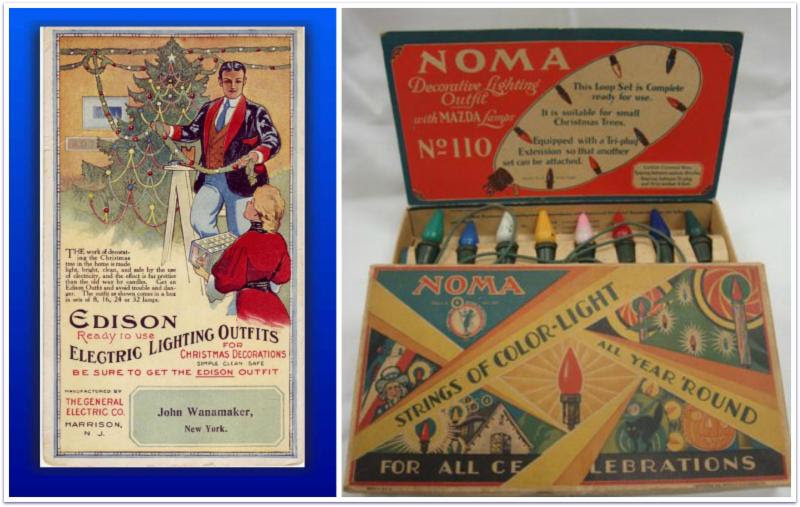 THE work of decorat-
ing the Christmas
tree in the home is made
light, bright, clean, and safe by the use
of electricity, and the effect is far prettier
than the old way by candles. Get an
Edison Outfit and avoid trouble and dan-
ger. The outfit as shown comes in a box
in sets of 8, 16, 24 or 32 lamps.
EDISON
Ready to use
ELECTRIC LIGHTING OUTFITS
FOR
CHRISTMAS DECORATIONS
SIMPLE CLEAN SAFE
BE SURE TO GET THE EDISON OUTFIT
MANUFACTURED BY
THE GENERAL
ELECTRIC CO.
HARRISON,
N. J.
John Wanamaker,
New York.
NOMA
Decorative Lighting
Outfit
with MAZDA Lamps
No 110
This Loop Set is Complete
ready for use.
It is suitable for small
Christmas Trees.
Equipped with a Tri-plug
Extension so that another
set can be attached.
NOMA
STRINGS OF COLOR-LIGHT
ALL YEAR 'ROUND
FOR ALL CELEBRATIONS